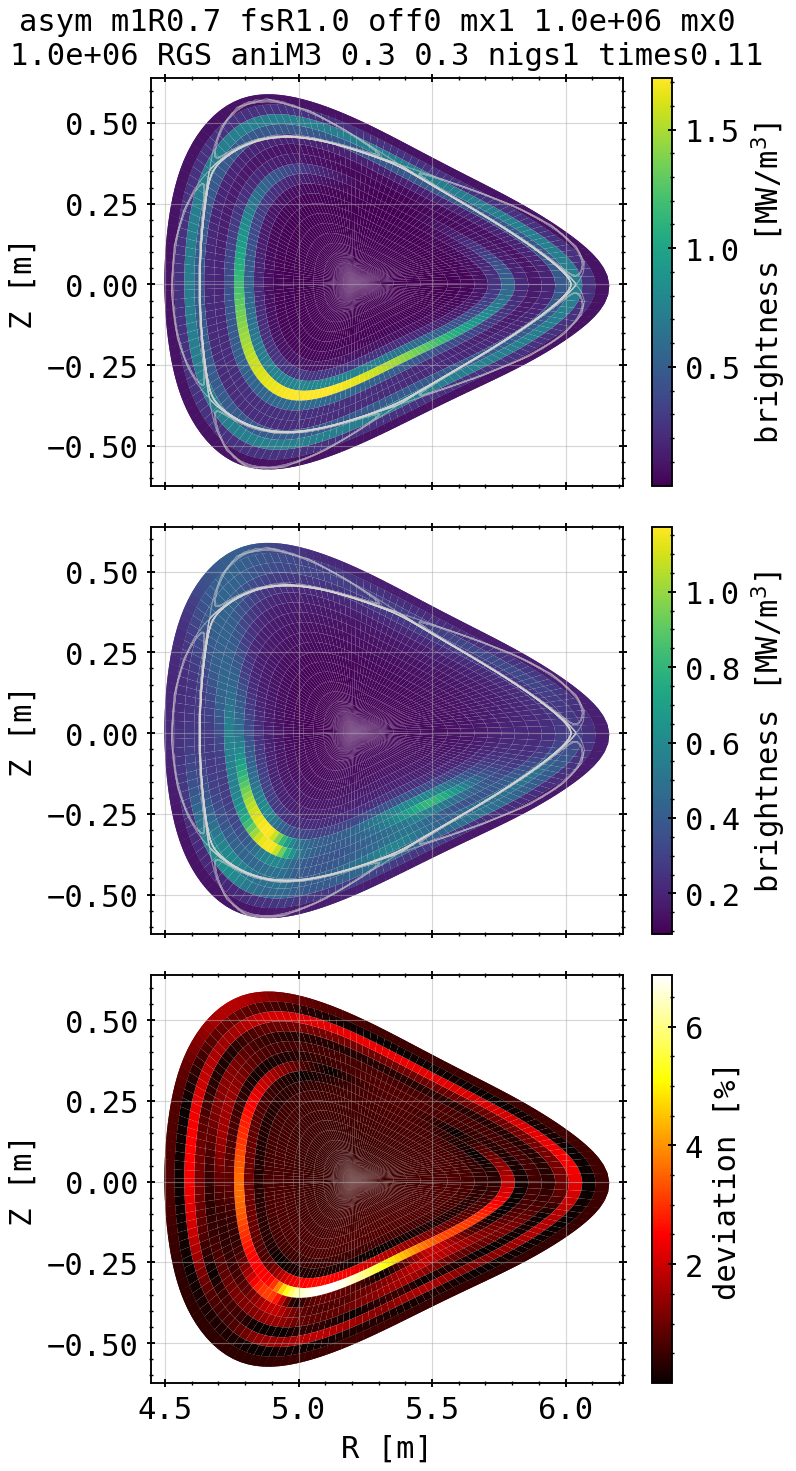 asym m1R0.7 fsR1.0 off0 mx1 1.0e+06 mx0
1.0e+06 RGS aniM3 0.3 0.3 nigs1 times0.11
0.50
0.25
0.00
−0.25
−0.50
Z [m]
1.5
1.0
0.5
brightness [MW/m³]
0.50
0.25
0.00
−0.25
−0.50
Z [m]
1.0
0.8
0.6
0.4
0.2
brightness [MW/m³]
0.50
0.25
0.00
−0.25
−0.50
Z [m]
6
4
2
deviation [%]
4.5 5.0 5.5 6.0
R [m]